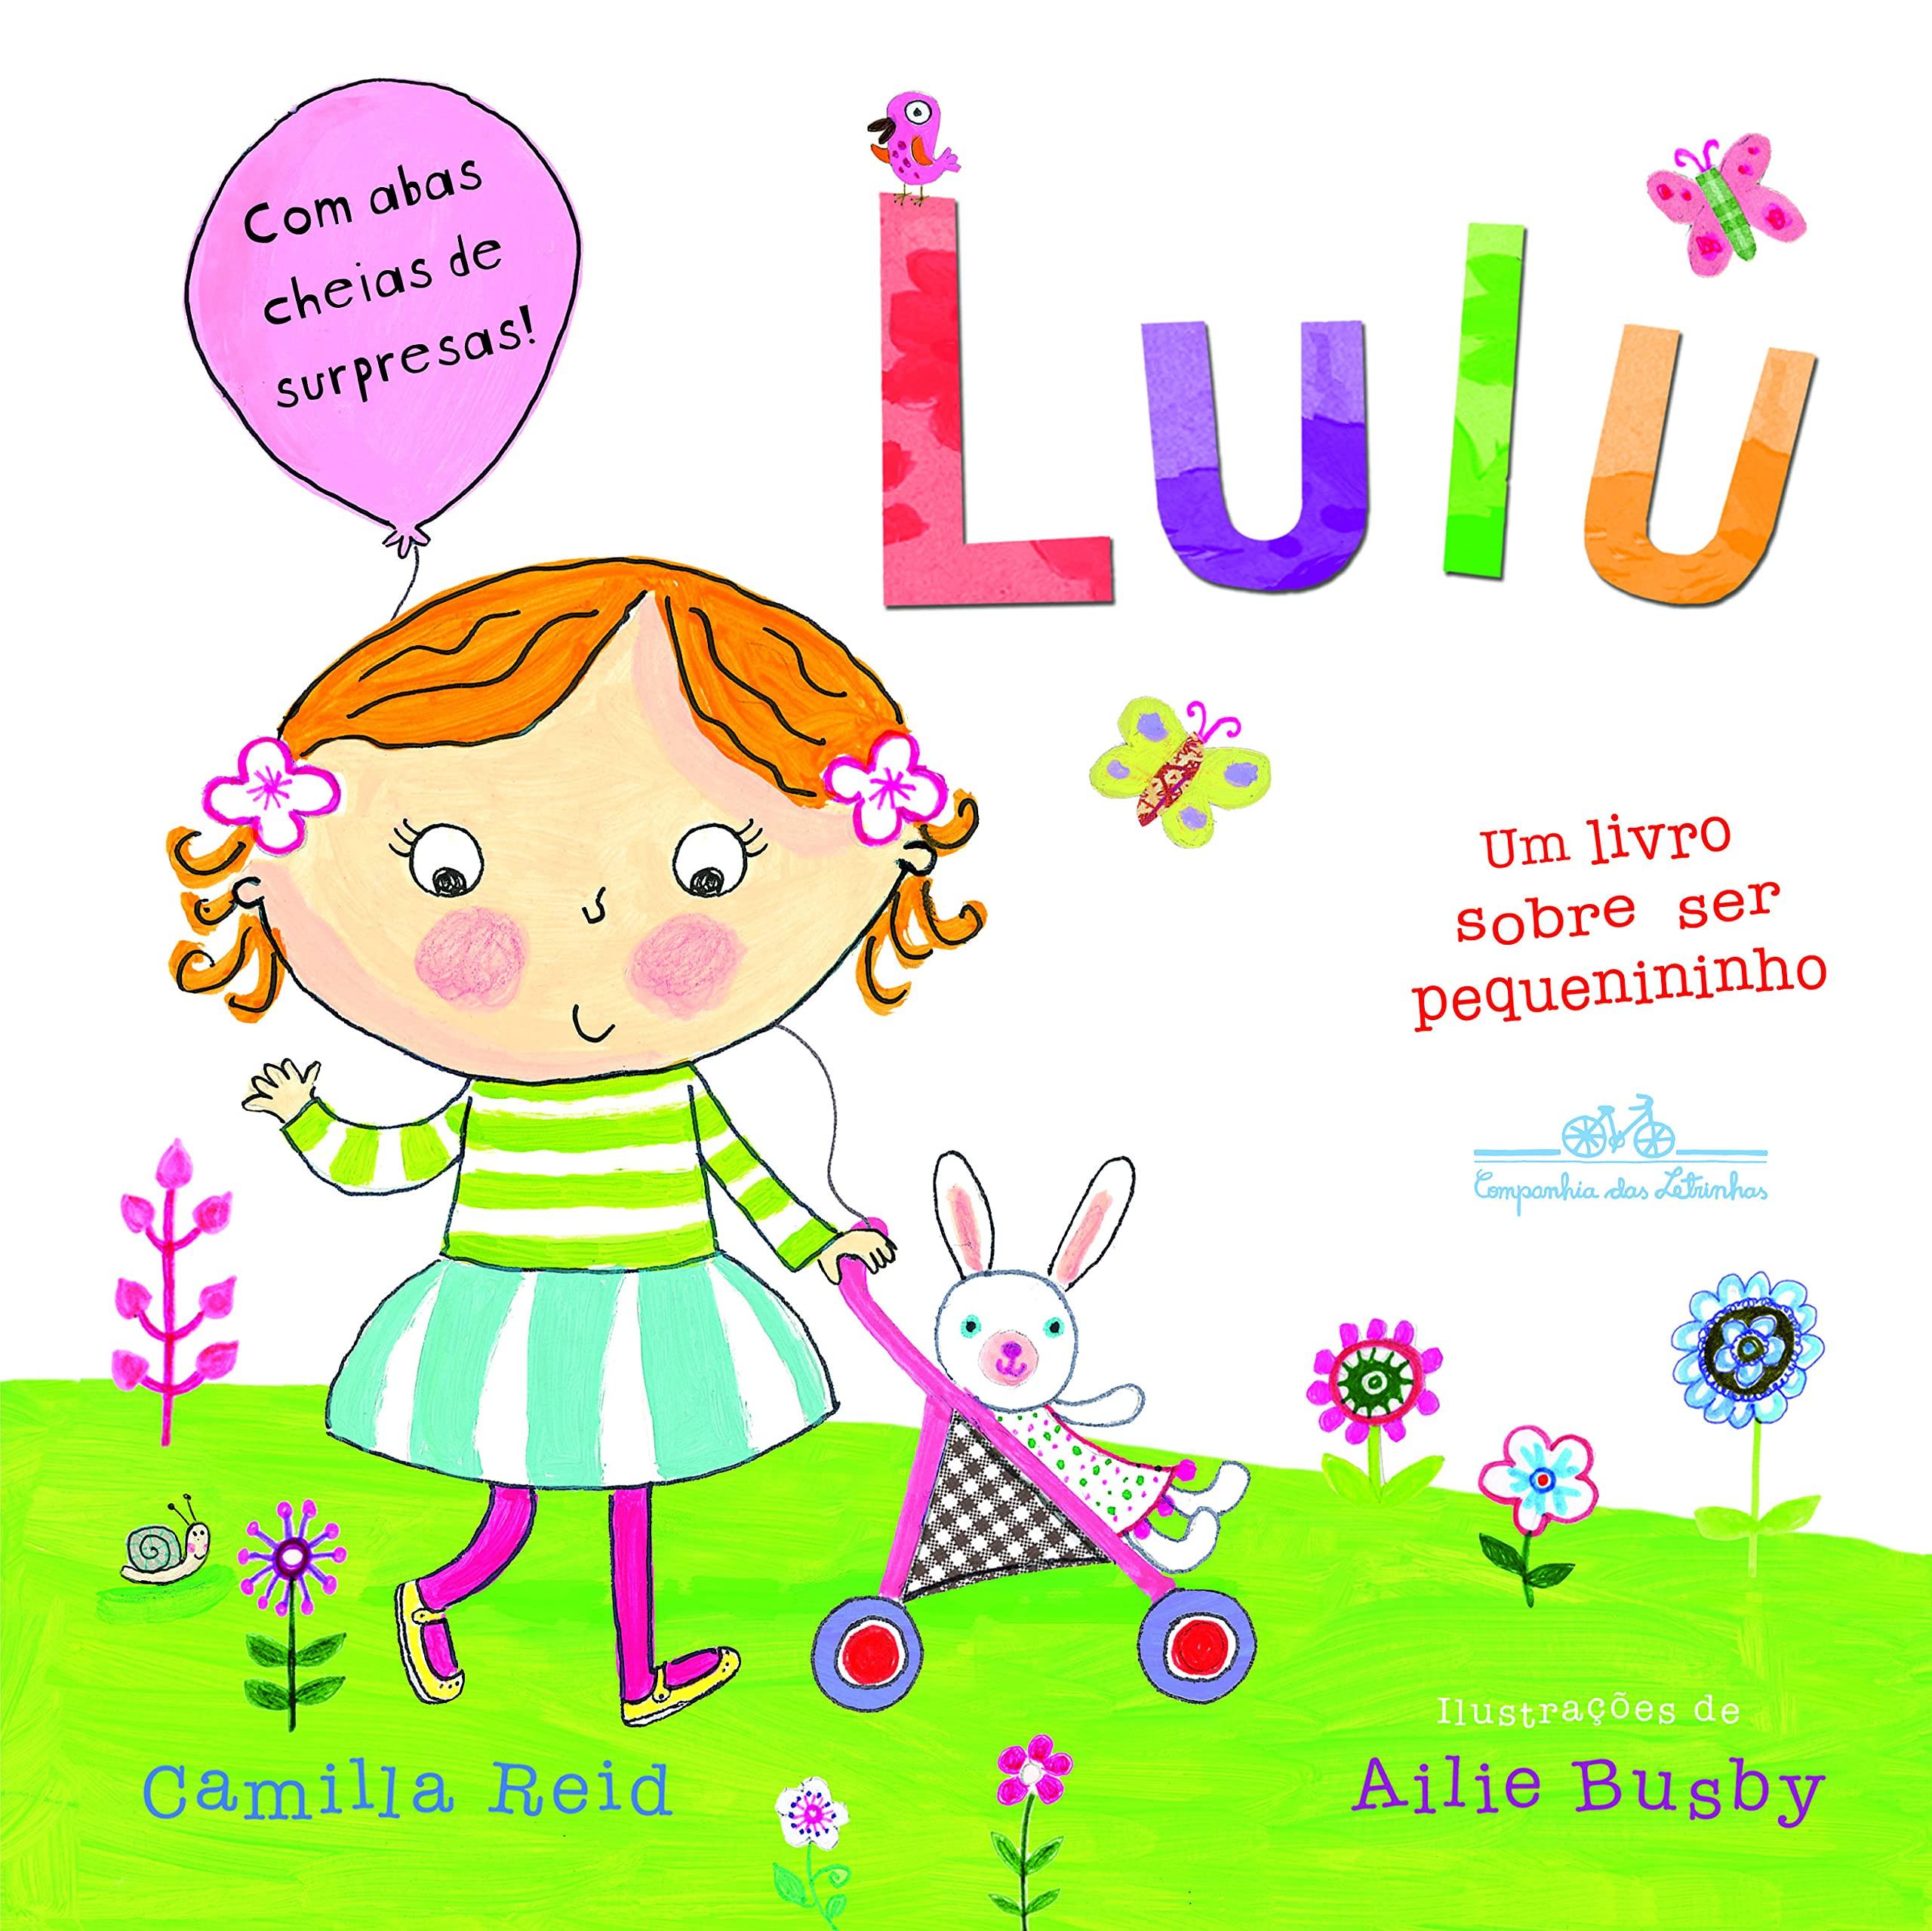 Com abas
cheias de
surpresas!
Lulu
Um livro
sobre ser
pequenininho
Companhia das Letrinhas
Ilustrações de
Camilla Reid
Ailie Busby